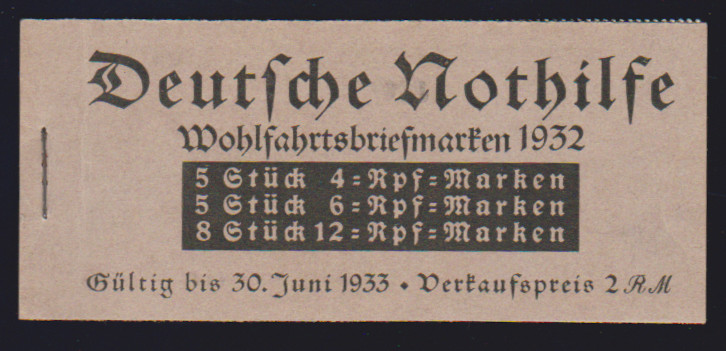 Deutſche Nothilfe
Wohlfahrtsbriefmarken 1932
5 Stück 4=Rpf=Marken
5 Stück 6=Rpf=Marken
8 Stück 12=Rpf=Marken
Gültig bis 30. Juni 1933 • Verkaufspreis 2 RM